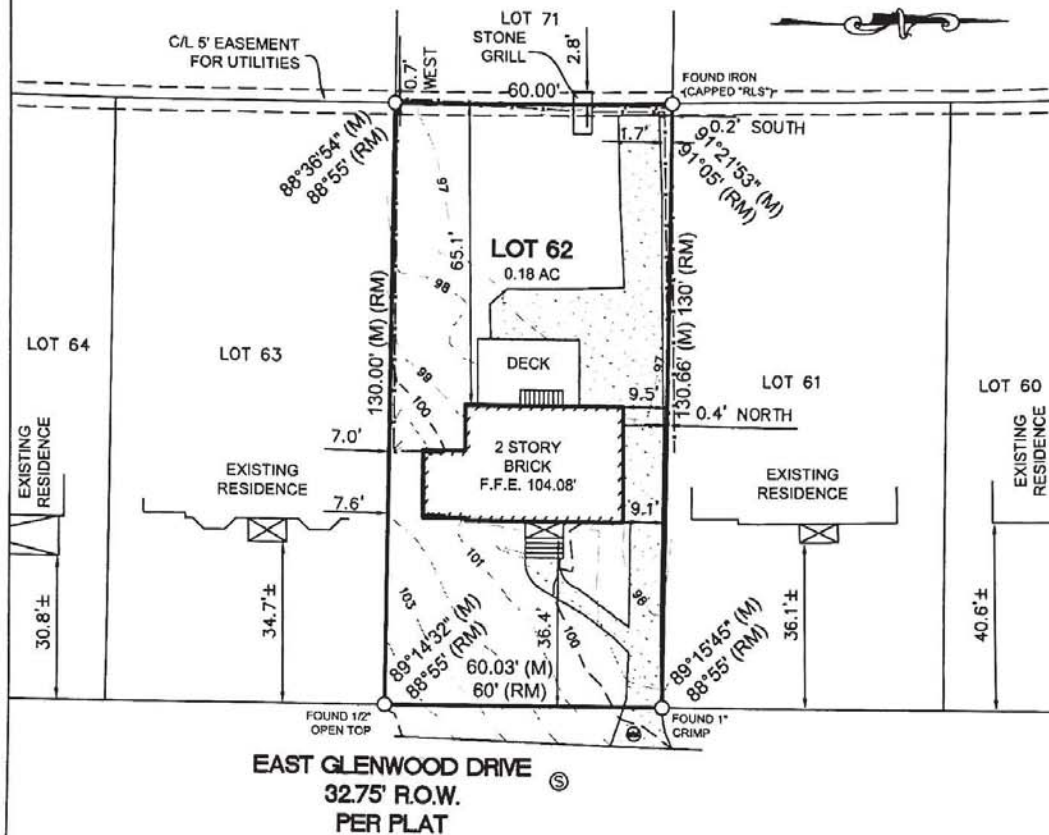 LOT 71
STONE
GRILL
2.8'
C/L 5' EASEMENT
FOR UTILITIES
0.7'
WEST
60.00'
FOUND IRON
(CAPPED "RLS")
0.2' SOUTH
1.7'
88°36'54" (M)
88°55' (RM)
91°21'53" (M)
91°05' (RM)
97
65.1'
LOT 62
0.18 AC
98
130.00' (M) (RM)
130.66' (M) 130' (RM)
LOT 64
LOT 63
DECK
97
LOT 61
LOT 60
99
100
9.5'
0.4' NORTH
7.0'
2 STORY
BRICK
F.F.E. 104.08'
EXISTING
RESIDENCE
EXISTING
RESIDENCE
EXISTING
RESIDENCE
EXISTING
RESIDENCE
7.6'
9.1'
101
103
98
100
30.8'±
34.7'±
36.4'
36.1'±
40.6'±
89°14'32" (M)
88°55' (RM)
60.03' (M)
60' (RM)
89°15'45" (M)
88°55' (RM)
FOUND 1/2"
OPEN TOP
FOUND 1"
CRIMP
EAST GLENWOOD DRIVE
S
32.75' R.O.W.
PER PLAT